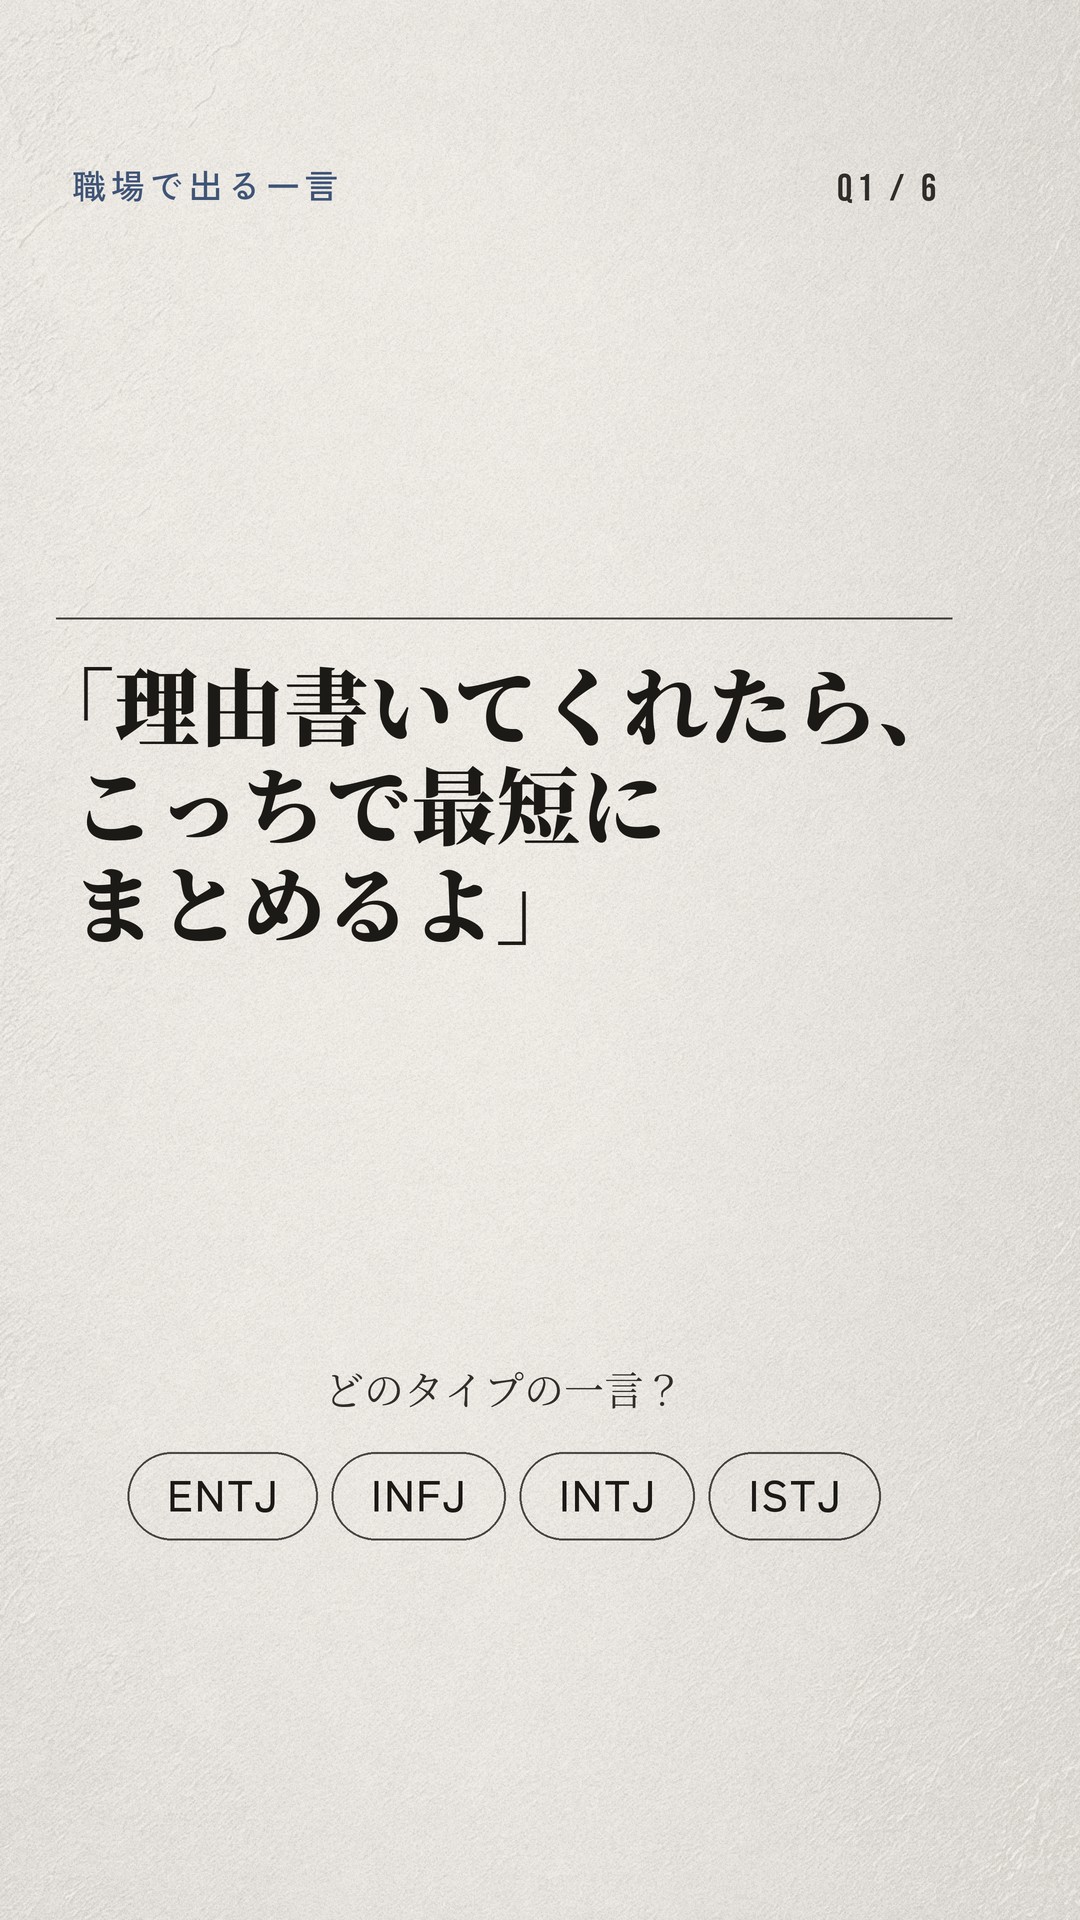 職場で出る一言
Q1 / 6
「理由書いてくれたら、
こっちで最短に
まとめるよ」
どのタイプの一言？
ENTJ INFJ INTJ ISTJ